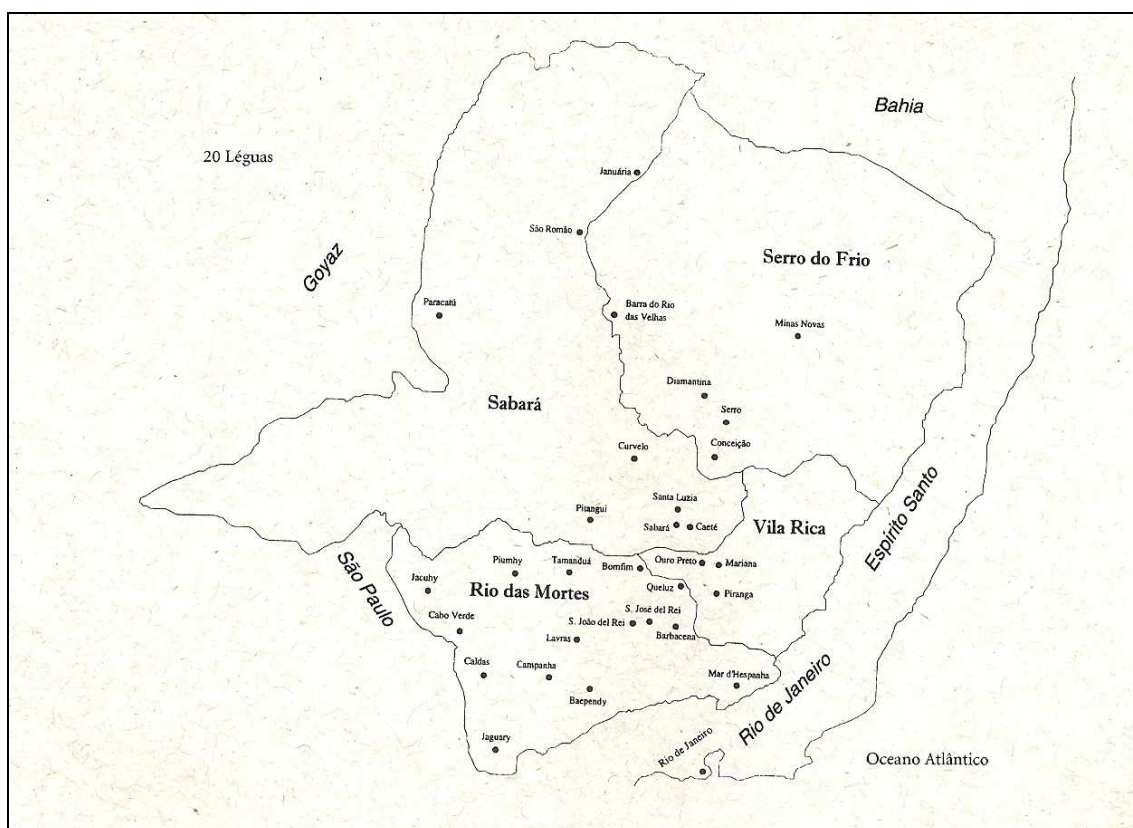 Bahia
20 Léguas
Januária
São Romão
Serro do Frio
Goyaz
Paracatú
Barra do Rio
das Velhas
Minas Novas
Diamantina
Sabará
Serro
Curvelo
Conceição
Santa Luzia
Pitangui
Sabará
Caeté
Vila Rica
Espirito Santo
São Paulo
Piumhy
Tamanduá
Bomfim
Ouro Preto
Mariana
Jacuhy
Rio das Mortes
Queluz
Piranga
Cabo Verde
S. José del Rei
S. João del Rei
Barbacena
Lavras
Caldas
Campanha
Mar d'Hespanha
Baependy
Rio de Janeiro
Jaguary
Rio de Janeiro
Oceano Atlântico